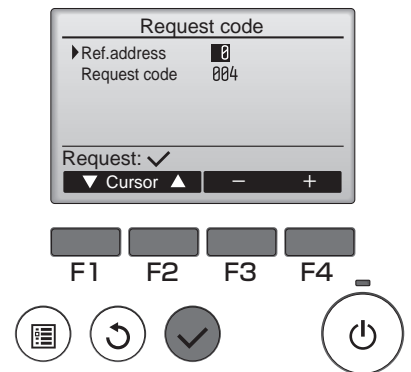 Request code
Ref.address 0
Request code 004
Request: ✓
▼ Cursor ▲ − +
F1 F2 F3 F4